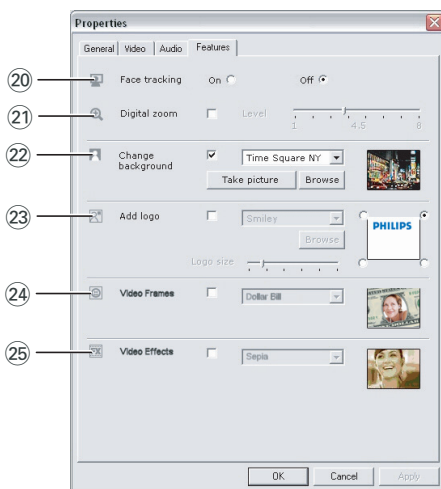 Properties
General Video Audio Features
20 Face tracking On Off
21 Digital zoom Level
1 4.5 8
22 Change background Time Square NY
Take picture Browse
23 Add logo Smiley
PHILIPS
Browse
Logo size
24 Video Frames Dollar Bill
25 Video Effects Sepia
OK Cancel Apply